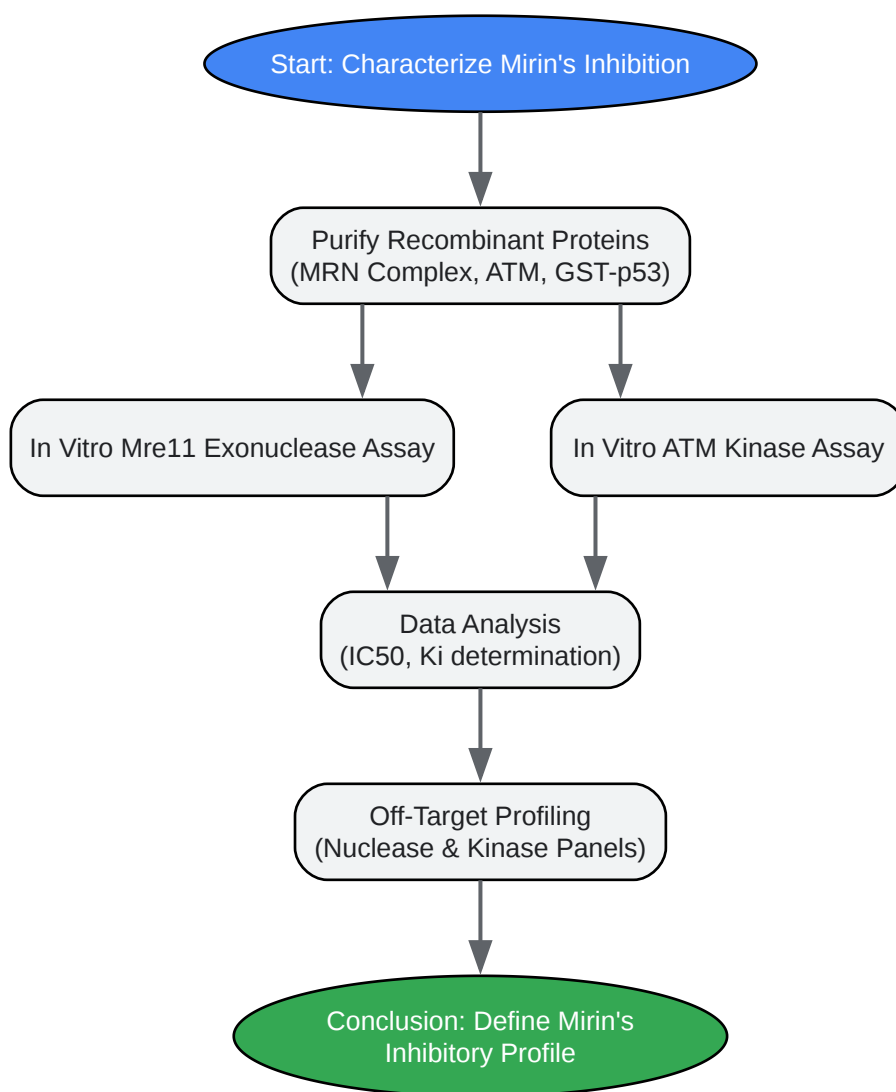 Start: Characterize Mirin's Inhibition
Purify Recombinant Proteins
(MRN Complex, ATM, GST-p53)
In Vitro Mre11 Exonuclease Assay
In Vitro ATM Kinase Assay
Data Analysis
(IC50, Ki determination)
Off-Target Profiling
(Nuclease & Kinase Panels)
Conclusion: Define Mirin's
Inhibitory Profile